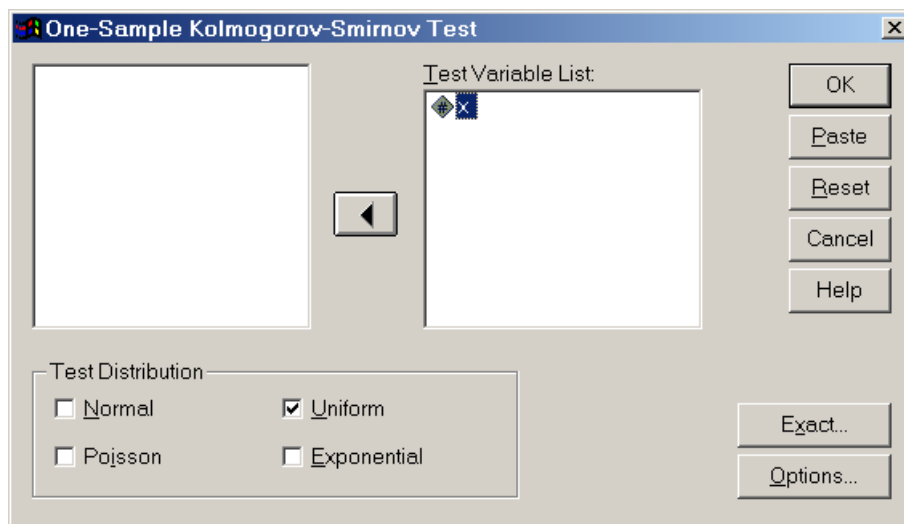 One-Sample Kolmogorov-Smirnov Test
Test Variable List:
# x
OK
Paste
Reset
Cancel
Help
Test Distribution
Normal
Uniform
Poisson
Exponential
Exact...
Options...